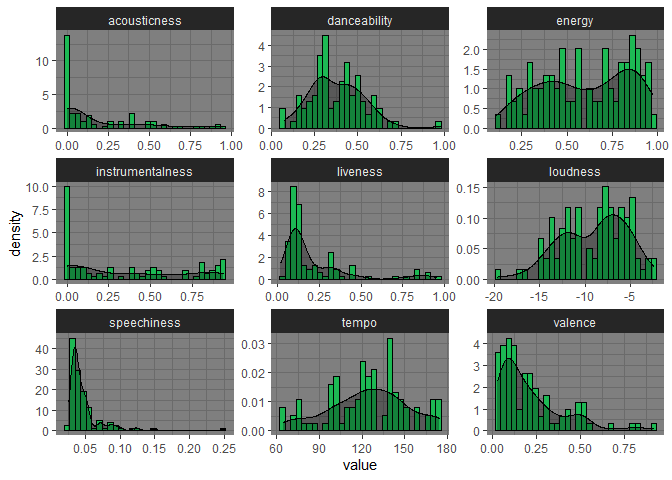 acousticness
danceability
energy
10
5
0
0.00 0.25 0.50 0.75 1.00
4
3
2
1
0
0.00 0.25 0.50 0.75 1.00
2.0
1.5
1.0
0.5
0.0
0.25 0.50 0.75 1.00
instrumentalness
liveness
loudness
10.0
7.5
5.0
2.5
0.0
0.00 0.25 0.50 0.75
8
6
4
2
0
0.00 0.25 0.50 0.75 1.00
0.15
0.10
0.05
0.00
-20 -15 -10 -5
speechiness
tempo
valence
40
30
20
10
0
0.05 0.10 0.15 0.20 0.25
0.03
0.02
0.01
0.00
60 90 120 150 180
4
3
2
1
0
0.00 0.25 0.50 0.75
density
value